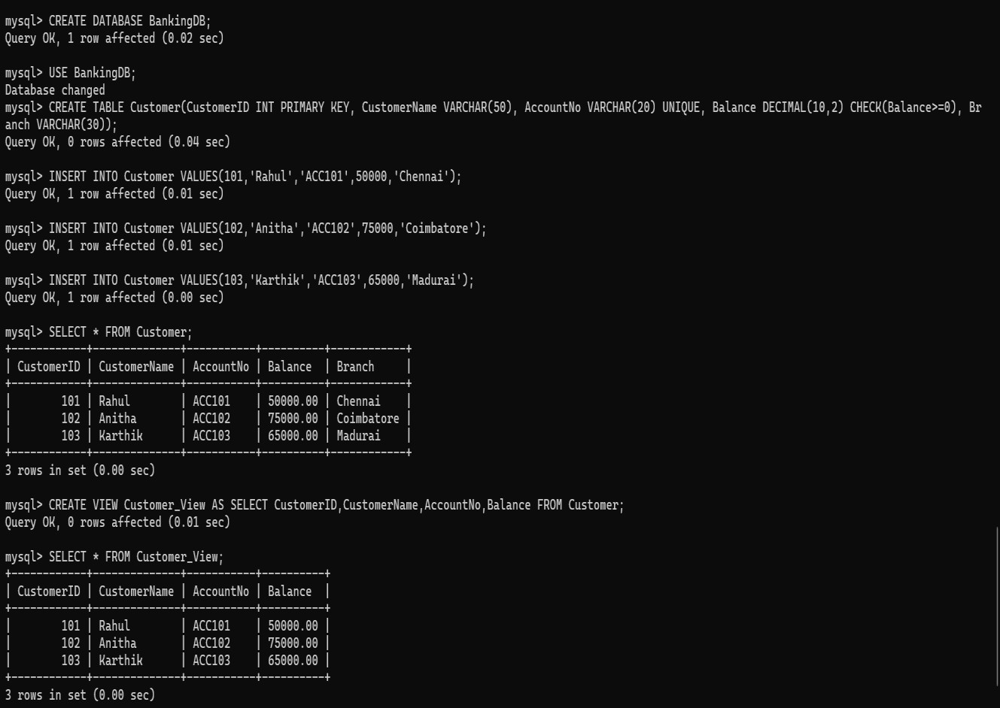 mysql> CREATE DATABASE BankingDB;
Query OK, 1 row affected (0.02 sec)

mysql> USE BankingDB;
Database changed
mysql> CREATE TABLE Customer(CustomerID INT PRIMARY KEY, CustomerName VARCHAR(50), AccountNo VARCHAR(20) UNIQUE, Balance DECIMAL(10,2) CHECK(Balance>=0), Br
anch VARCHAR(30));
Query OK, 0 rows affected (0.04 sec)

mysql> INSERT INTO Customer VALUES(101,'Rahul','ACC101',50000,'Chennai');
Query OK, 1 row affected (0.01 sec)

mysql> INSERT INTO Customer VALUES(102,'Anitha','ACC102',75000,'Coimbatore');
Query OK, 1 row affected (0.01 sec)

mysql> INSERT INTO Customer VALUES(103,'Karthik','ACC103',65000,'Madurai');
Query OK, 1 row affected (0.00 sec)

mysql> SELECT * FROM Customer;
+------------+--------------+-----------+----------+------------+
| CustomerID | CustomerName | AccountNo | Balance  | Branch     |
+------------+--------------+-----------+----------+------------+
|        101 | Rahul        | ACC101    | 50000.00 | Chennai    |
|        102 | Anitha       | ACC102    | 75000.00 | Coimbatore |
|        103 | Karthik      | ACC103    | 65000.00 | Madurai    |
+------------+--------------+-----------+----------+------------+
3 rows in set (0.00 sec)

mysql> CREATE VIEW Customer_View AS SELECT CustomerID,CustomerName,AccountNo,Balance FROM Customer;
Query OK, 0 rows affected (0.01 sec)

mysql> SELECT * FROM Customer_View;
+------------+--------------+-----------+----------+
| CustomerID | CustomerName | AccountNo | Balance  |
+------------+--------------+-----------+----------+
|        101 | Rahul        | ACC101    | 50000.00 |
|        102 | Anitha       | ACC102    | 75000.00 |
|        103 | Karthik      | ACC103    | 65000.00 |
+------------+--------------+-----------+----------+
3 rows in set (0.00 sec)